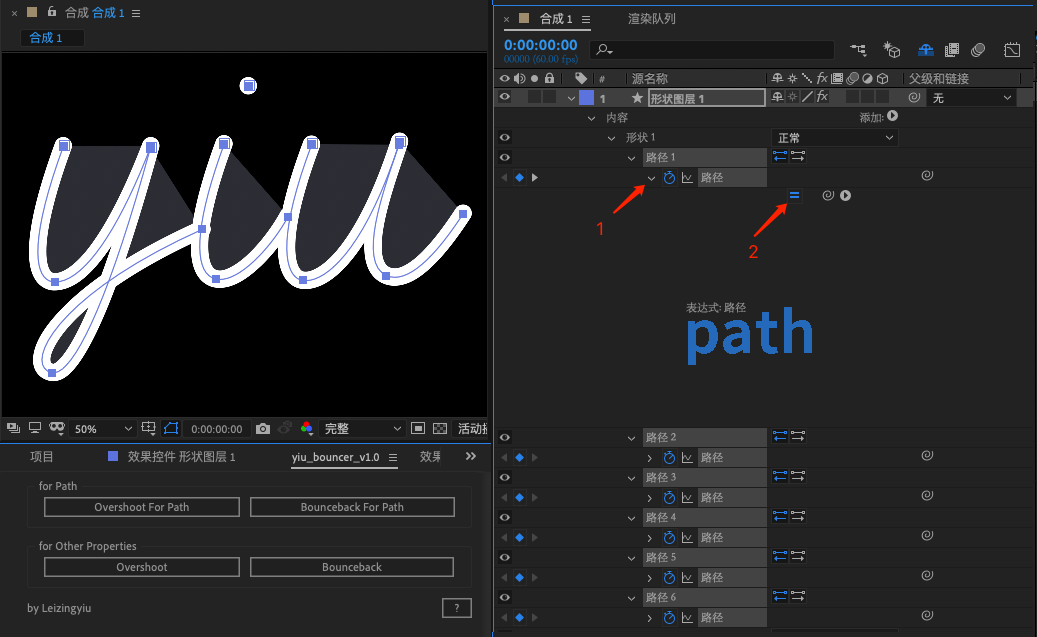 × 合成 合成 1
合成 1
yiu
50% 0:00:00:00 完整 活动摄
项目 效果控件 形状图层 1 yiu_bouncer_v1.0 效果 »
for Path
Overshoot For Path Bounceback For Path
for Other Properties
Overshoot Bounceback
by Leizingyiu ?
× 合成 1 渲染队列
0:00:00:00
00000 (60.00 fps)
# 源名称 fx 父级和链接
1 形状图层 1 fx 无
内容 添加:
形状 1 正常
路径 1
路径
1
2
表达式: 路径
path
路径 2
路径
路径 3
路径
路径 4
路径
路径 5
路径
路径 6
路径